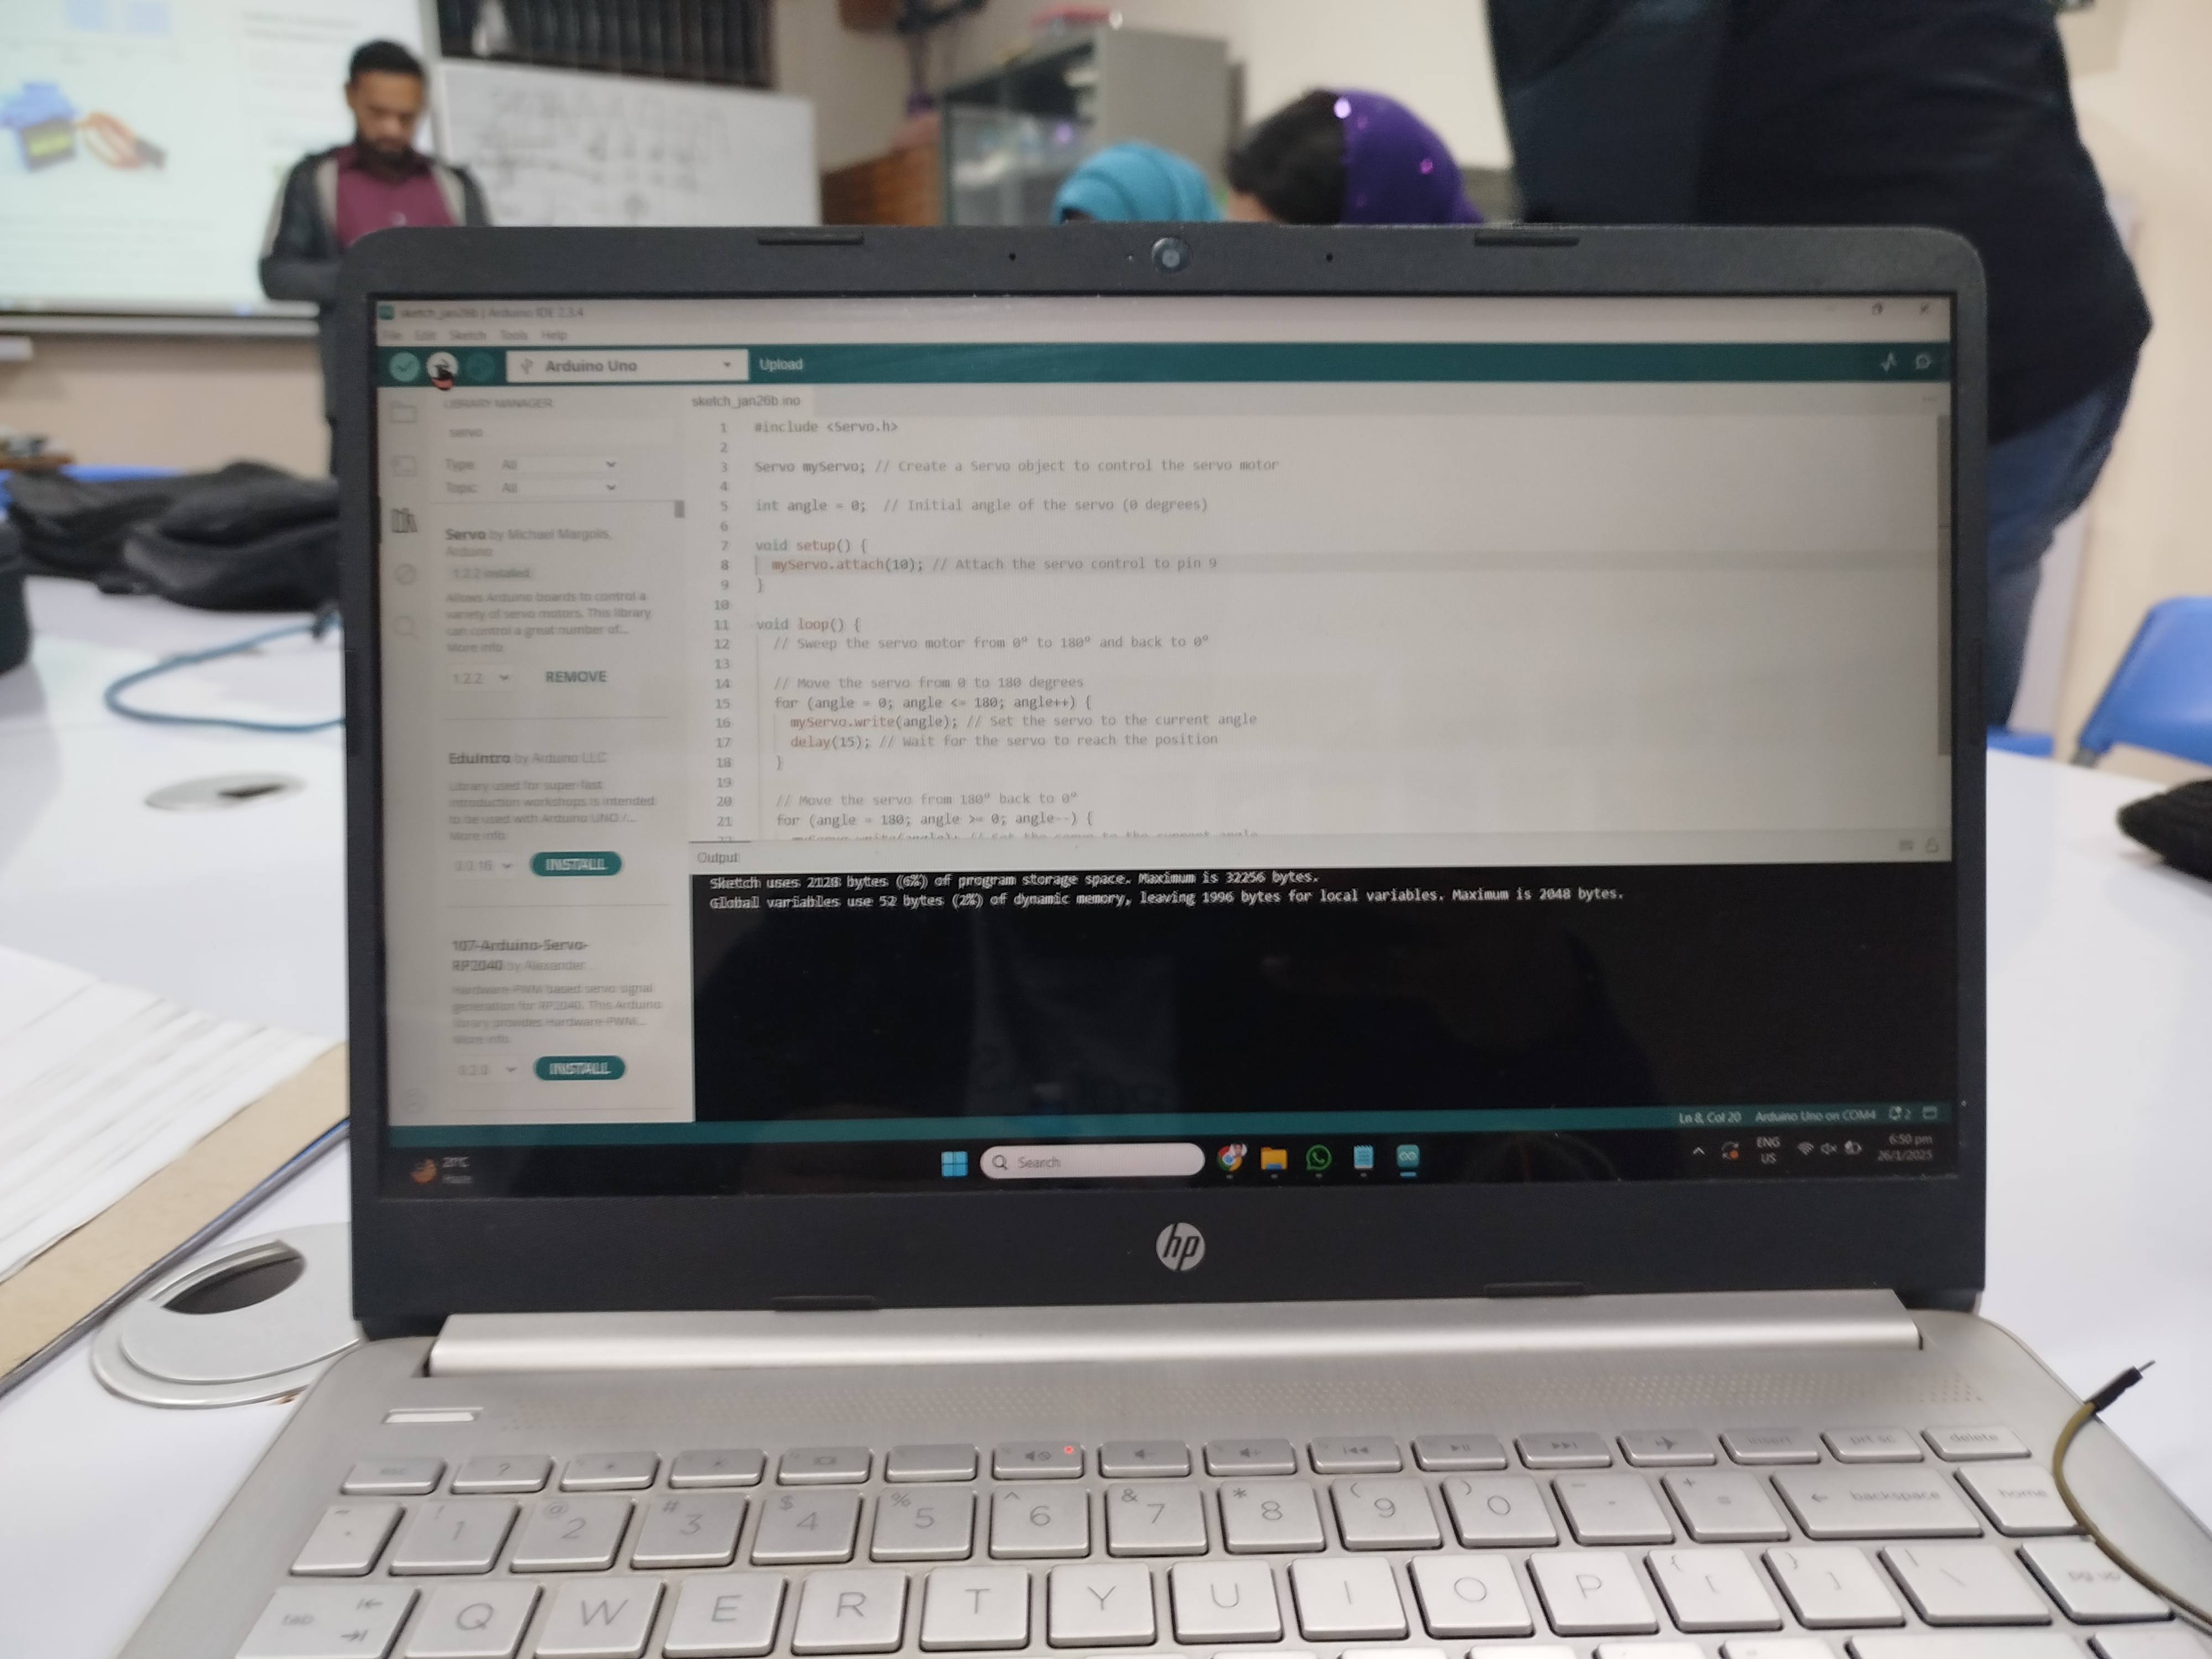 sketch_jan26b | Arduino IDE 2.3.4
File Edit Sketch Tools Help
Arduino Uno
Upload
LIBRARY MANAGER
servo
Type: All
Topic: All
Servo by Michael Margolis,
Arduino
1.2.2 installed
Allows Arduino boards to control a
variety of servo motors. This library
can control a great number of...
More info
1.2.2
REMOVE
EduIntro by Arduino LLC
Library used for super-fast
introduction workshops is intended
to be used with Arduino UNO /...
More info
0.0.16
INSTALL
107-Arduino-Servo-
RP2040 by Alexander
Hardware-PWM based servo signal
generation for RP2040. This Arduino
library provides Hardware-PWM...
More info
INSTALL
sketch_jan26b.ino
1 #include <Servo.h>
2
3 Servo myServo; // Create a Servo object to control the servo motor
4
5 int angle = 0;  // Initial angle of the servo (0 degrees)
6
7 void setup() {
8 myServo.attach(10); // Attach the servo control to pin 9
9 }
10
11 void loop() {
12 // Sweep the servo motor from 0° to 180° and back to 0°
13
14 // Move the servo from 0 to 180 degrees
15 for (angle = 0; angle <= 180; angle++) {
16 myServo.write(angle); // Set the servo to the current angle
17 delay(15); // Wait for the servo to reach the position
18 }
19
20 // Move the servo from 180° back to 0°
21 for (angle = 180; angle >= 0; angle--) {
22 myServo.write(angle); // Set the servo to the current angle
Output
Sketch uses 2128 bytes (6%) of program storage space. Maximum is 32256 bytes.
Global variables use 52 bytes (2%) of dynamic memory, leaving 1996 bytes for local variables. Maximum is 2048 bytes.
Ln 8, Col 20 Arduino Uno on COM4 2
20°C
Haze
Search
ENG
US
6:50 pm
26/1/2025
hp
esc ? insert prt sc delete
~ ! 1 @ 2 # 3 $ 4 % 5 ^ 6 & 7 * 8 ( 9 ) 0 - + = backspace home
tab Q W E R T Y U I O P { [ } ] | \ pg up